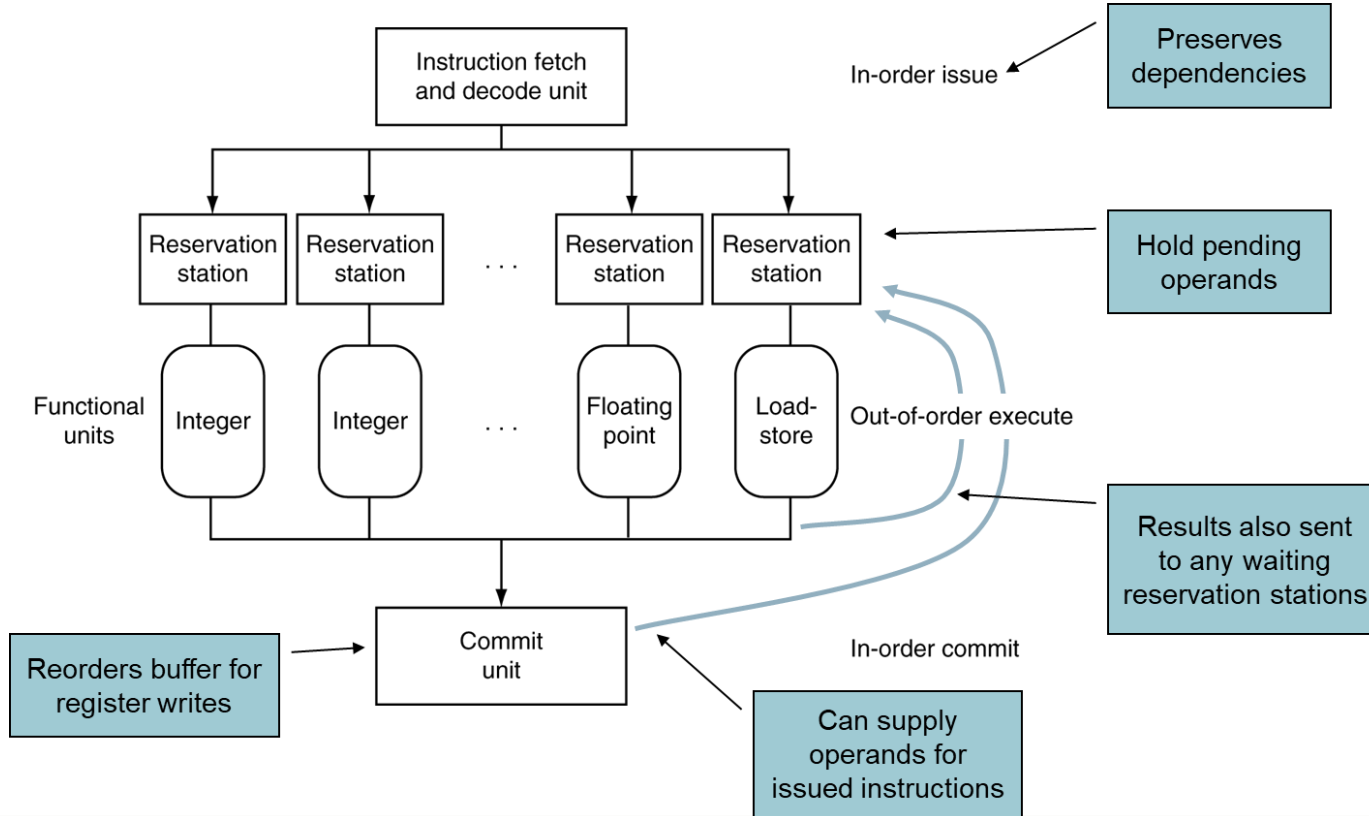 Instruction fetch
and decode unit
In-order issue
Preserves
dependencies
Reservation
station
Reservation
station
. . .
Reservation
station
Reservation
station
Hold pending
operands
Functional
units
Integer
Integer
. . .
Floating
point
Load-
store
Out-of-order execute
Results also sent
to any waiting
reservation stations
Commit
unit
In-order commit
Reorders buffer for
register writes
Can supply
operands for
issued instructions